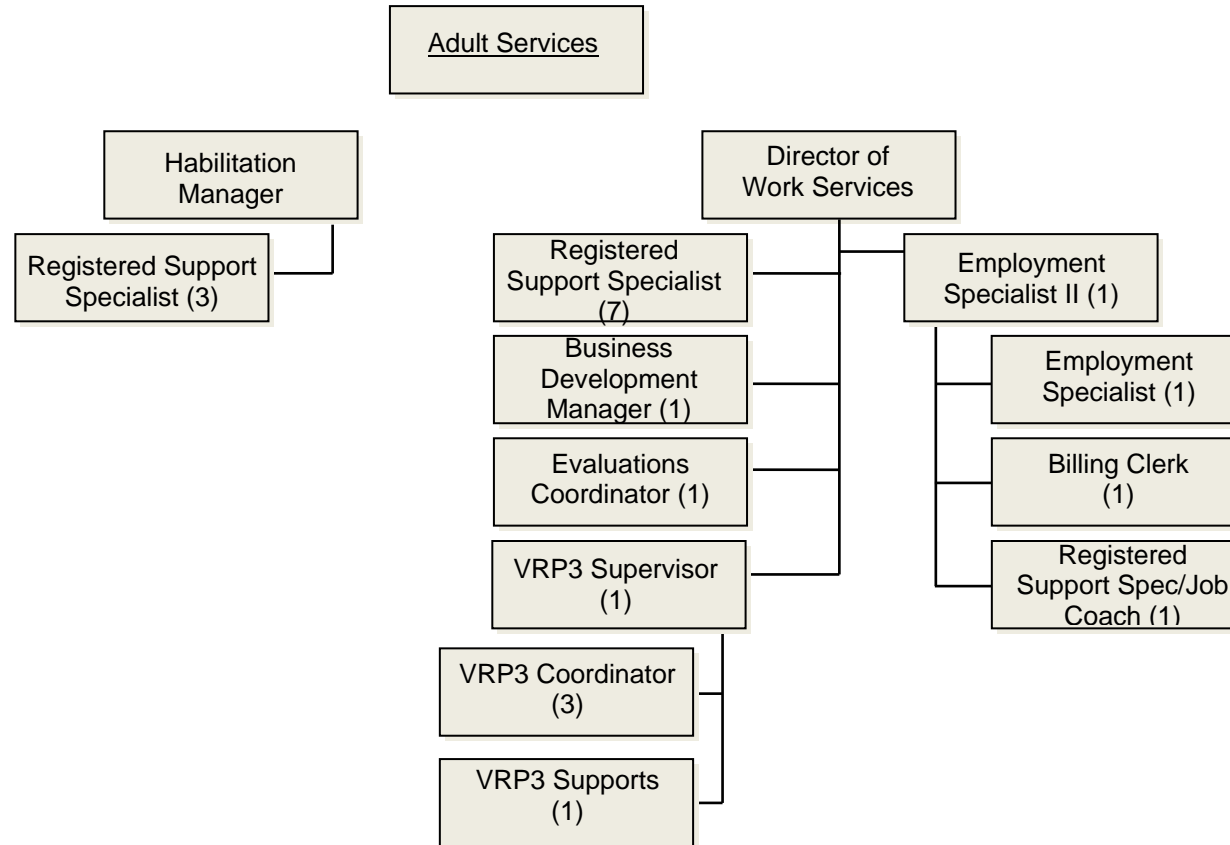 Adult Services
Habilitation
Manager
Registered Support
Specialist (3)
Director of
Work Services
Registered
Support Specialist
(7)
Business
Development
Manager (1)
Evaluations
Coordinator (1)
VRP3 Supervisor
(1)
VRP3 Coordinator
(3)
VRP3 Supports
(1)
Employment
Specialist II (1)
Employment
Specialist (1)
Billing Clerk
(1)
Registered
Support Spec/Job
Coach (1)